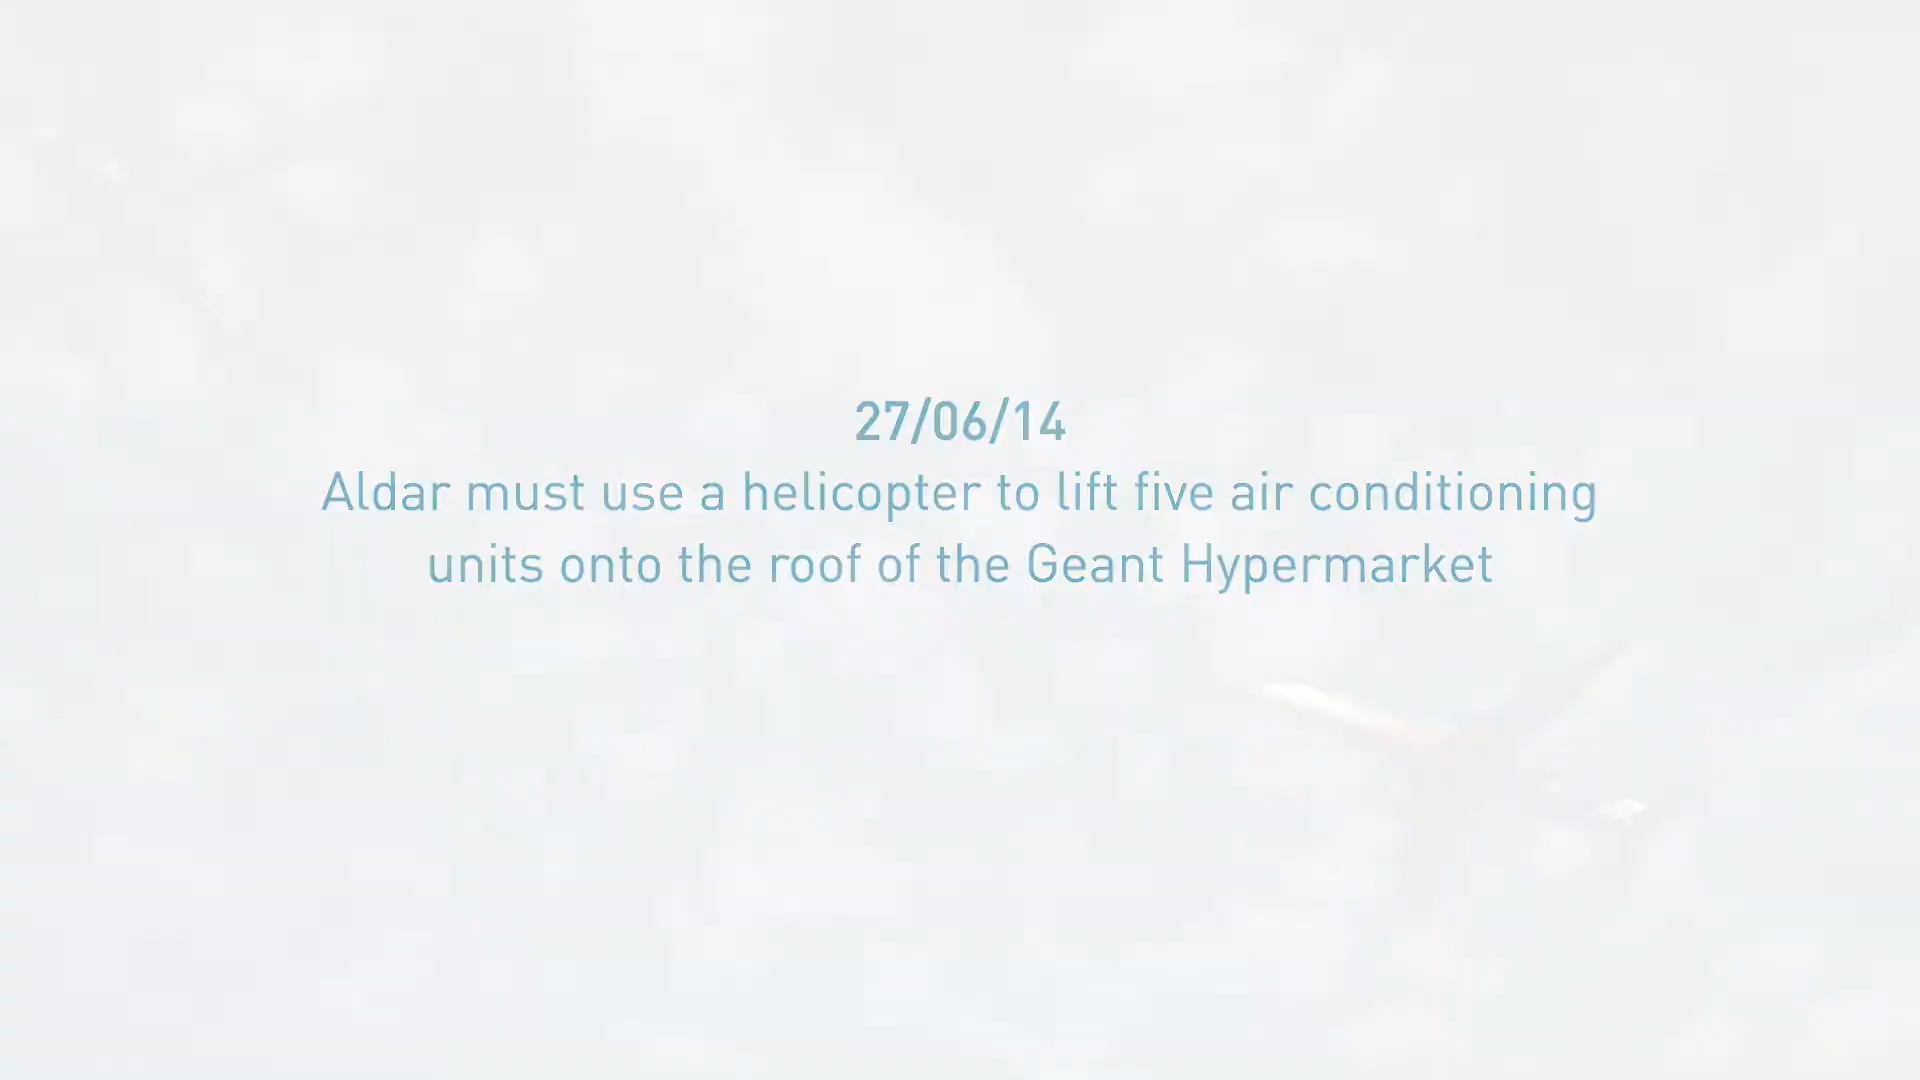 27/06/14
Aldar must use a helicopter to lift five air conditioning
units onto the roof of the Geant Hypermarket